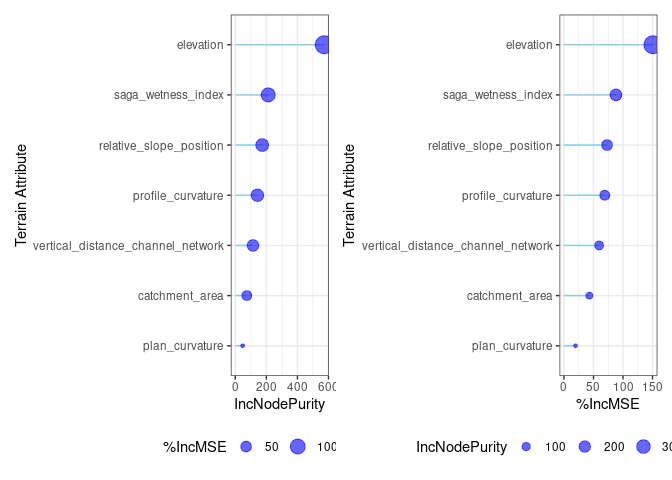 Terrain Attribute
elevation
saga_wetness_index
relative_slope_position
profile_curvature
vertical_distance_channel_network
catchment_area
plan_curvature
0 200 400 600
IncNodePurity
%IncMSE 50 100
Terrain Attribute
elevation
saga_wetness_index
relative_slope_position
profile_curvature
vertical_distance_channel_network
catchment_area
plan_curvature
0 50 100 150
%IncMSE
IncNodePurity 100 200